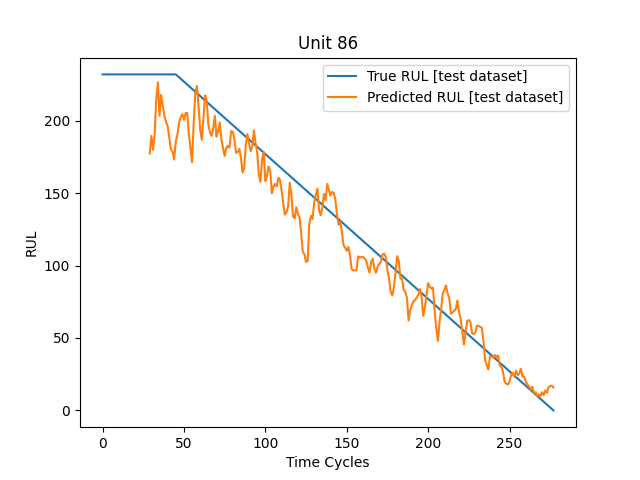 Unit 86
True RUL [test dataset]
Predicted RUL [test dataset]
RUL
200
150
100
50
0
0 50 100 150 200 250
Time Cycles